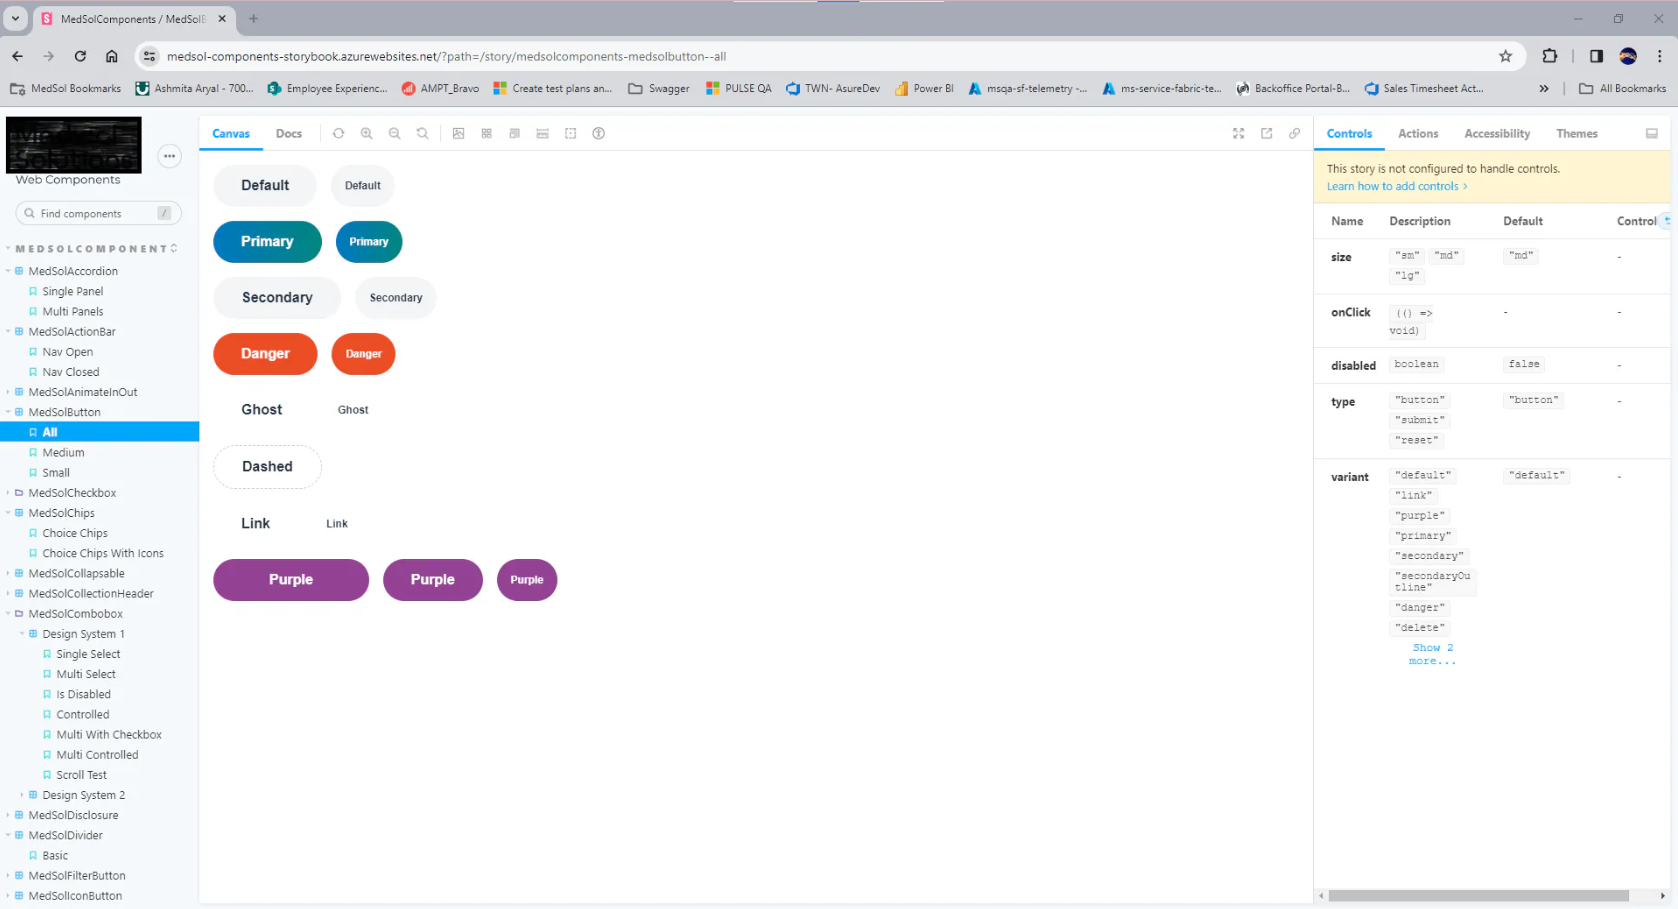 MedSolComponents / MedSolB
medsol-components-storybook.azurewebsites.net/?path=/story/medsolcomponents-medsolbutton--all
MedSol Bookmarks
Ashmita Aryal - 700...
Employee Experienc...
AMPT_Bravo
Create test plans an...
Swagger
PULSE QA
TWN- AsureDev
Power BI
msqa-sf-telemetry -...
ms-service-fabric-te...
Backoffice Portal-B...
Sales Timesheet Act...
»
All Bookmarks
Solutions
Web Components
Find components
/
MEDSOLCOMPONENT
MedSolAccordion
Single Panel
Multi Panels
MedSolActionBar
Nav Open
Nav Closed
MedSolAnimateInOut
MedSolButton
All
Medium
Small
MedSolCheckbox
MedSolChips
Choice Chips
Choice Chips With Icons
MedSolCollapsable
MedSolCollectionHeader
MedSolCombobox
Design System 1
Single Select
Multi Select
Is Disabled
Controlled
Multi With Checkbox
Multi Controlled
Scroll Test
Design System 2
MedSolDisclosure
MedSolDivider
Basic
MedSolFilterButton
MedSolIconButton
Canvas
Docs
Default Default
Primary Primary
Secondary Secondary
Danger Danger
Ghost Ghost
Dashed
Link Link
Purple Purple Purple
Controls
Actions
Accessibility
Themes
This story is not configured to handle controls.
Learn how to add controls
Name Description Default Control
size "sm" "md" "md" -
"lg"
onClick (() => - -
void)
disabled boolean false -
type "button" "button" -
"submit"
"reset"
variant "default" "default" -
"link"
"purple"
"primary"
"secondary"
"secondaryOu
tline"
"danger"
"delete"
Show 2
more...